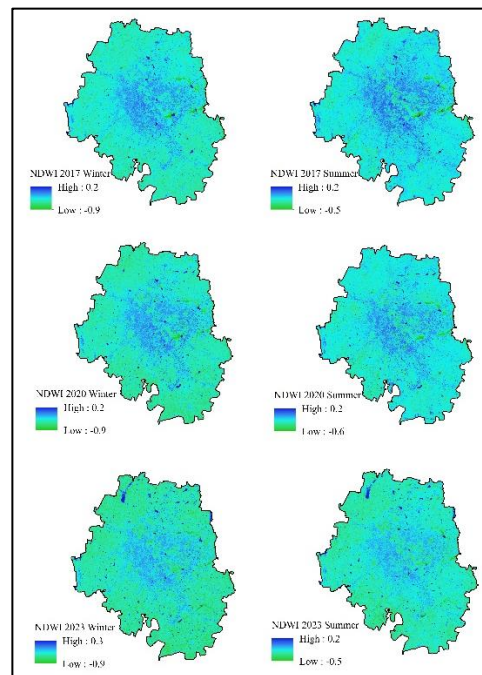 NDWI 2017 Winter
High : 0.2
Low : -0.9
NDWI 2017 Summer
High : 0.2
Low : -0.5
NDWI 2020 Winter
High : 0.2
Low : -0.9
NDWI 2020 Summer
High : 0.2
Low : -0.6
NDWI 2023 Winter
High : 0.3
Low : -0.9
NDWI 2023 Summer
High : 0.2
Low : -0.5